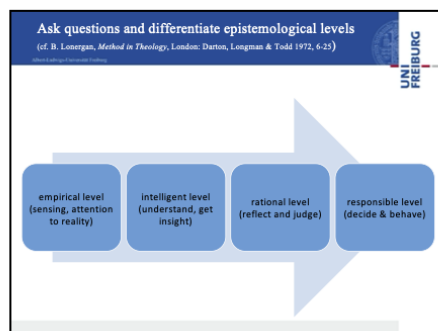 Ask questions and differentiate epistemological levels
(cf. B. Lonergan, Method in Theology, London: Darton, Longman & Todd 1972, 6-25)
UNI
FREIBURG
empirical level
(sensing, attention
to reality)
intelligent level
(understand, get
insight)
rational level
(reflect and judge)
responsible level
(decide & behave)